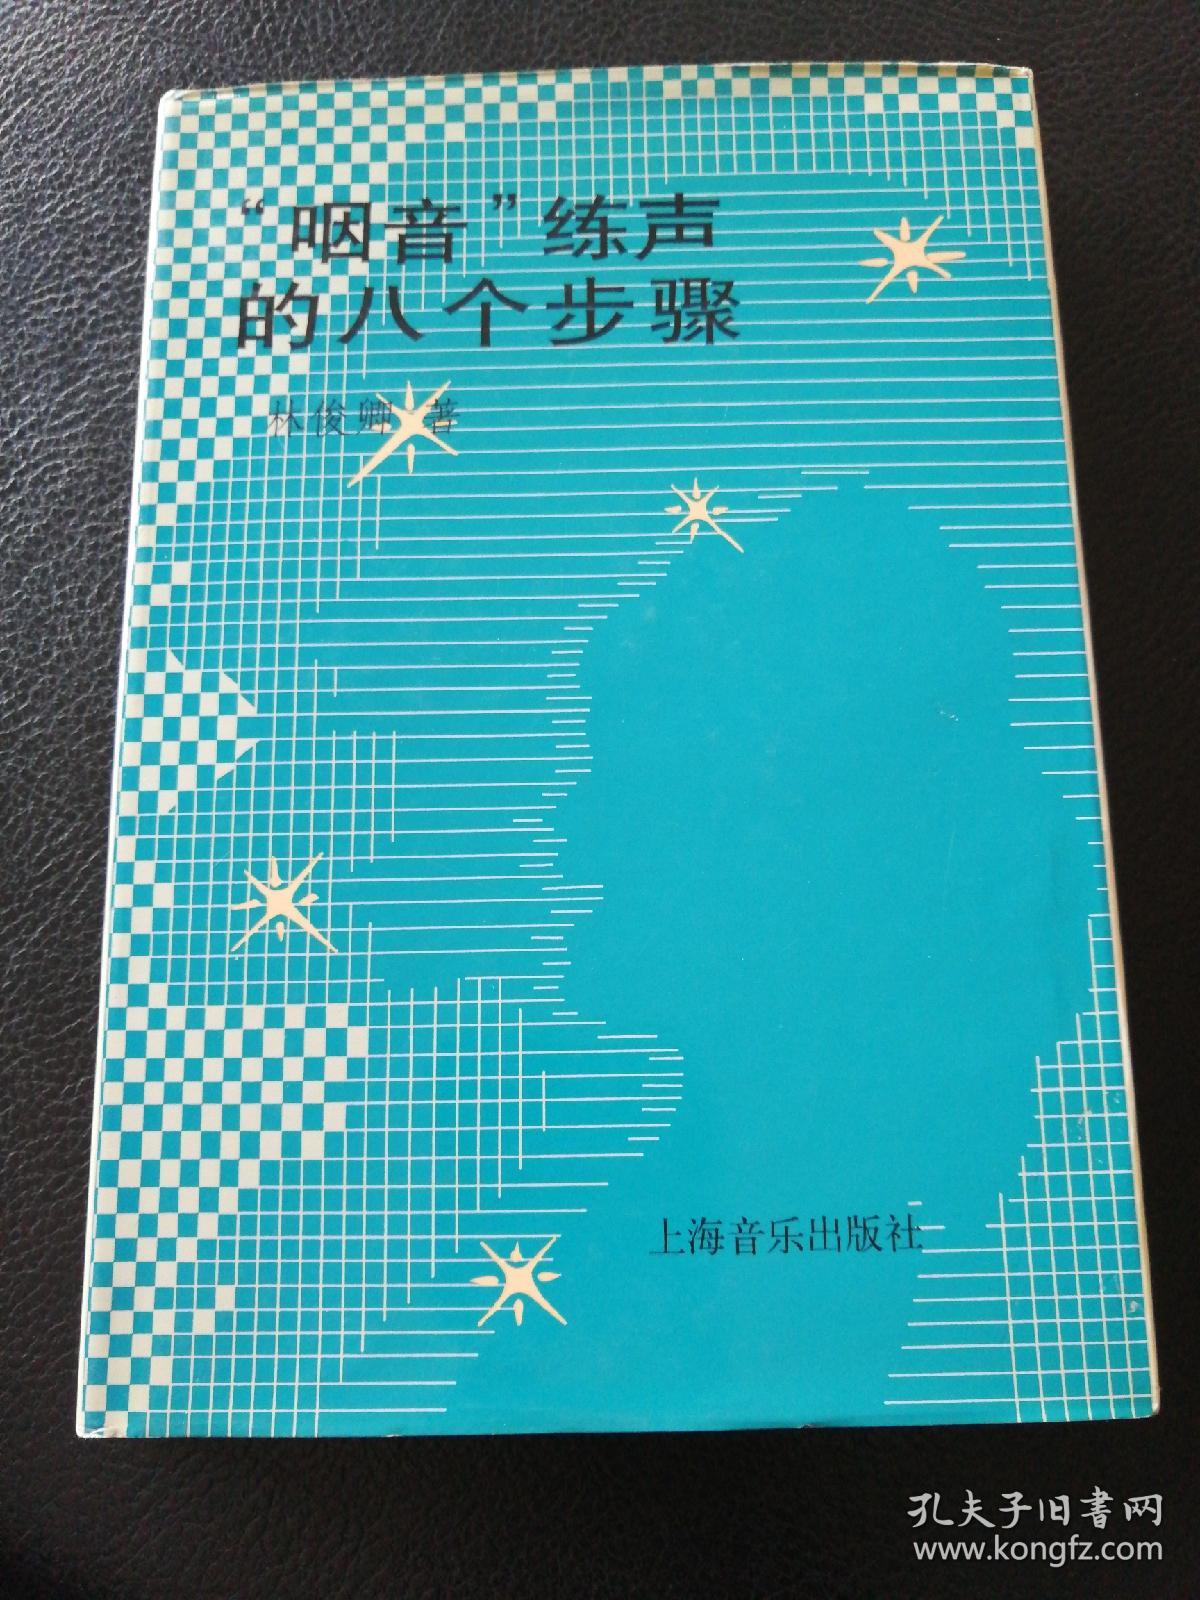 “咽音”练声
的八个步骤
林俊卿 著
上海音乐出版社
孔夫子旧書网
www.kongfz.com